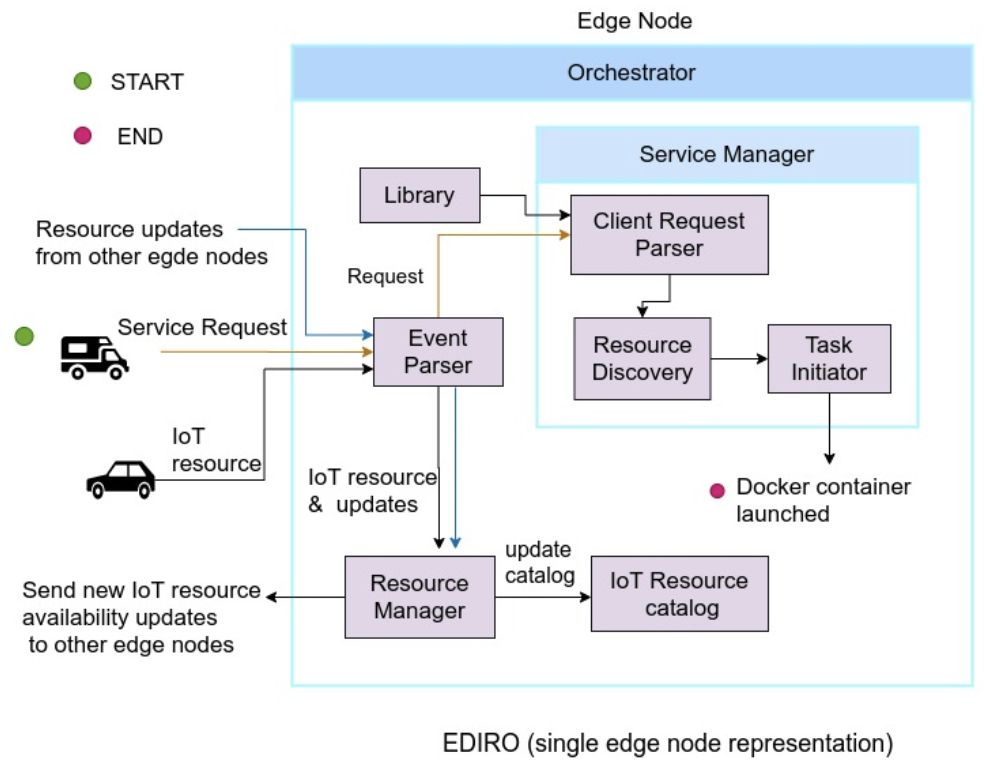 Edge Node
Orchestrator
START
END
Service Manager
Library
Client Request
Parser
Resource updates
from other egde nodes
Request
Service Request
Event
Parser
Resource
Discovery
Task
Initiator
IoT
resource
IoT resource
& updates
Docker container
launched
update
catalog
Send new IoT resource
availability updates
to other edge nodes
Resource
Manager
IoT Resource
catalog
EDIRO (single edge node representation)